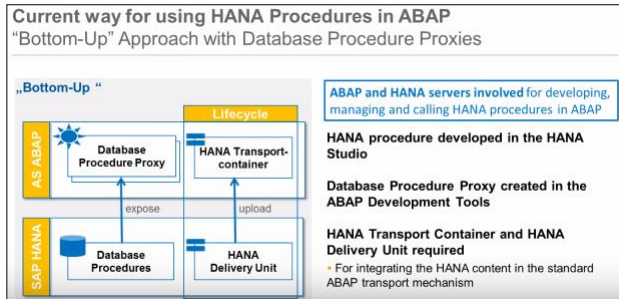 Current way for using HANA Procedures in ABAP
“Bottom-Up” Approach with Database Procedure Proxies
„Bottom-Up “
Lifecycle
AS ABAP
Database
Procedure Proxy
HANA Transport-
container
expose
upload
SAP HANA
Database
Procedures
HANA
Delivery Unit
ABAP and HANA servers involved for developing,
managing and calling HANA procedures in ABAP
HANA procedure developed in the HANA
Studio
Database Procedure Proxy created in the
ABAP Development Tools
HANA Transport Container and HANA
Delivery Unit required
• For integrating the HANA content in the standard
ABAP transport mechanism